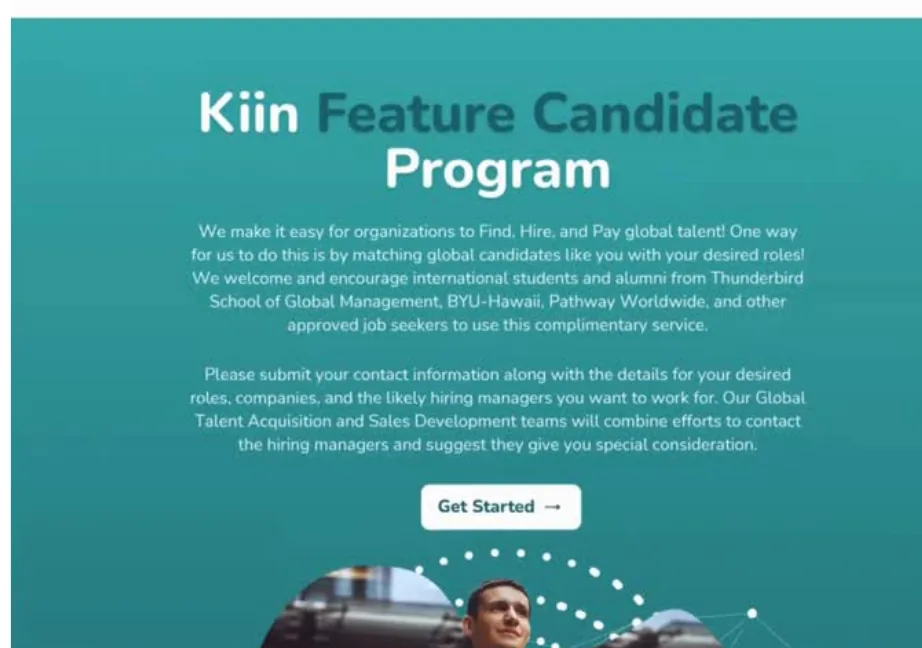 Kiin Feature Candidate
Program
We make it easy for organizations to Find, Hire, and Pay global talent! One way
for us to do this is by matching global candidates like you with your desired roles!
We welcome and encourage international students and alumni from Thunderbird
School of Global Management, BYU-Hawaii, Pathway Worldwide, and other
approved job seekers to use this complimentary service.
Please submit your contact information along with the details for your desired
roles, companies, and the likely hiring managers you want to work for. Our Global
Talent Acquisition and Sales Development teams will combine efforts to contact
the hiring managers and suggest they give you special consideration.
Get Started →